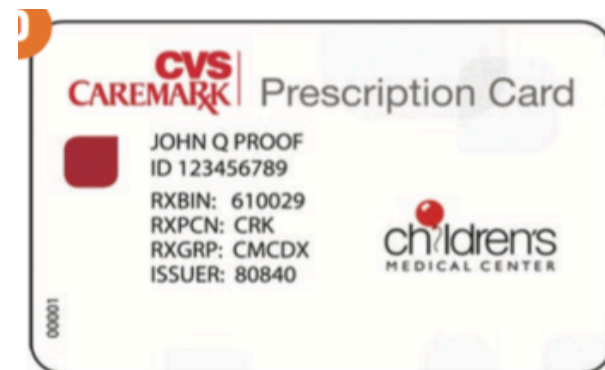 CVS
CAREMARK
Prescription Card
JOHN Q PROOF
ID 123456789
RXBIN: 610029
RXPCN: CRK
RXGRP: CMCDX
ISSUER: 80840
children's
MEDICAL CENTER
00001